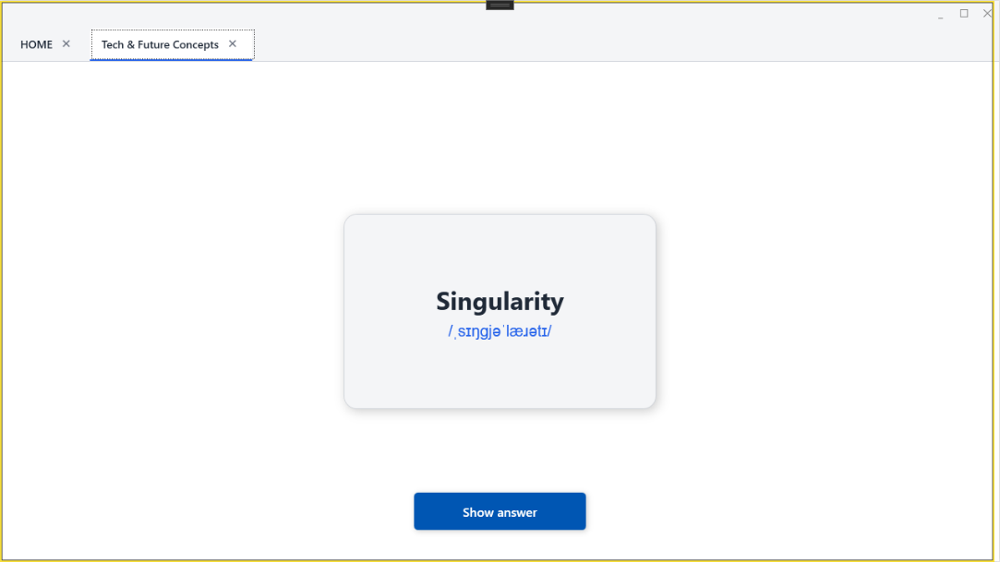 HOME
Tech & Future Concepts
Singularity
/ˌsɪŋɡjəˈlæɹətɪ/
Show answer